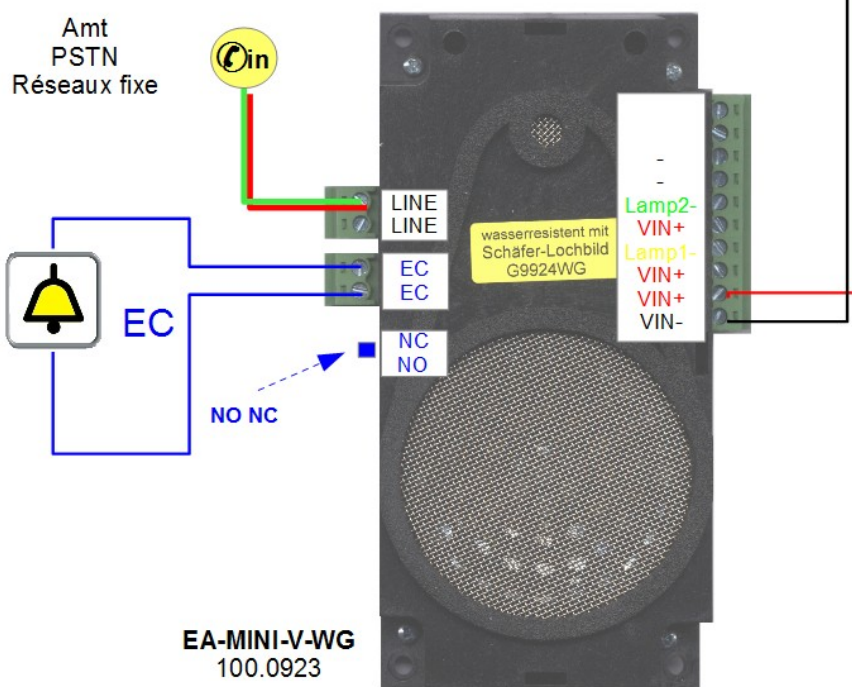 Amt
PSTN
Réseaux fixe
in
LINE
LINE
EC
EC
NC
NO
EC
NO NC
wasserresistent mit
Schäfer-Lochbild
G9924WG
-
-
Lamp2-
VIN+
Lamp1-
VIN+
VIN+
VIN-
EA-MINI-V-WG
100.0923